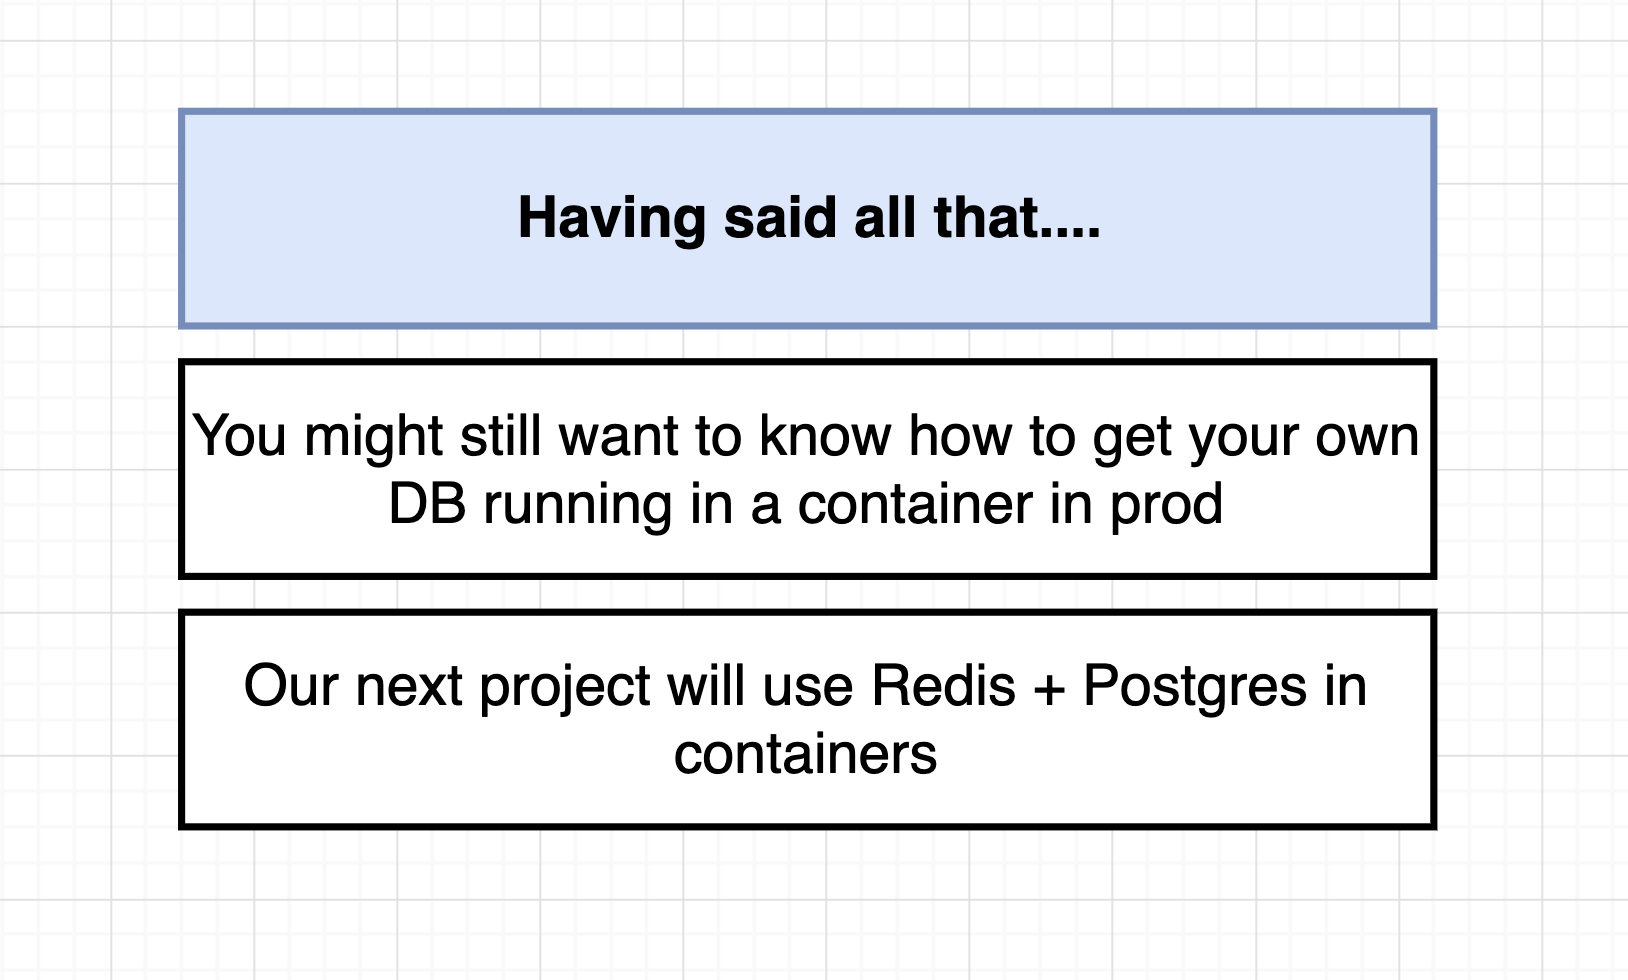 Having said all that....
You might still want to know how to get your own
DB running in a container in prod
Our next project will use Redis + Postgres in
containers